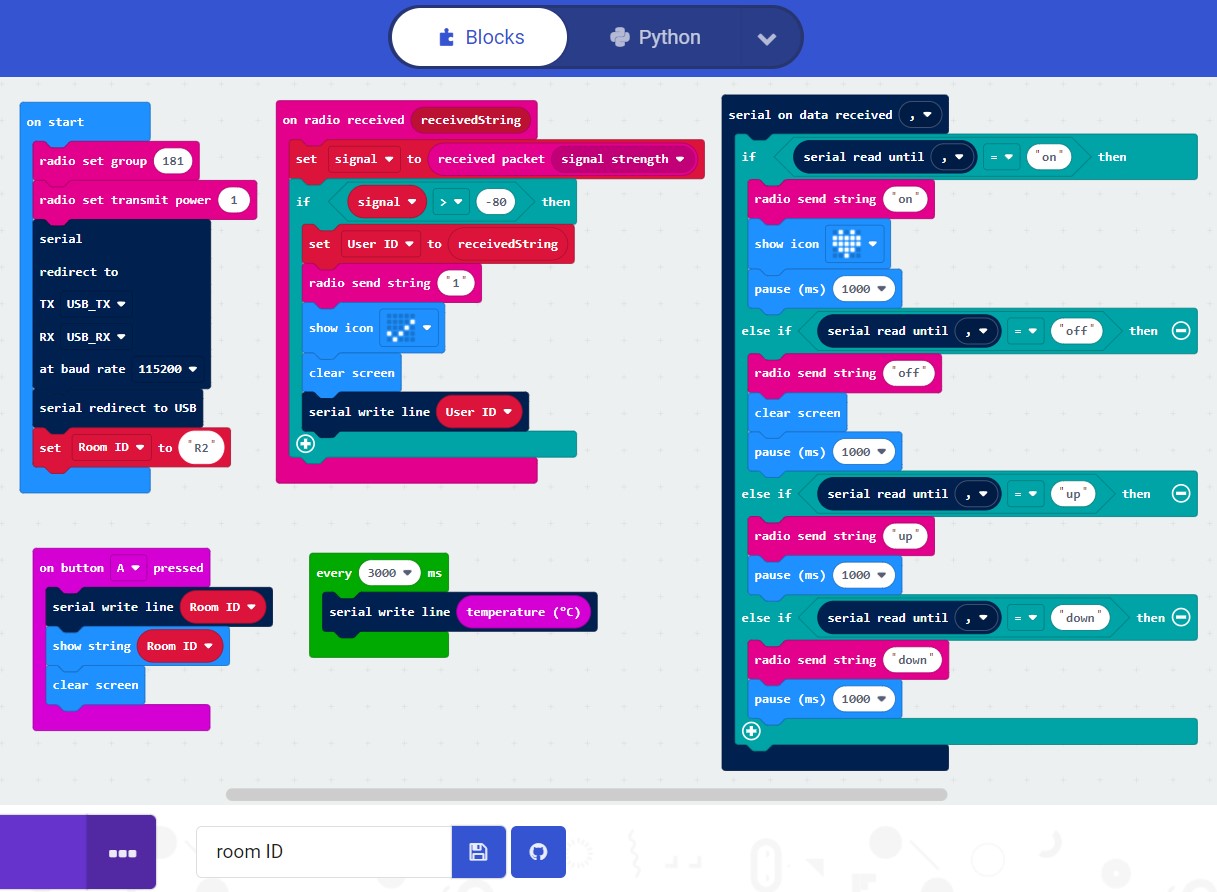 Blocks
Python
on start
radio set group 181
radio set transmit power 1
serial
redirect to
TX USB_TX
RX USB_RX
at baud rate 115200
serial redirect to USB
set Room ID to "R2"
on radio received receivedString
set signal to received packet signal strength
if signal > -80 then
set User ID to receivedString
radio send string "1"
show icon
clear screen
serial write line User ID
serial on data received ,
if serial read until , = "on" then
radio send string "on"
show icon
pause (ms) 1000
else if serial read until , = "off" then
radio send string "off"
clear screen
pause (ms) 1000
else if serial read until , = "up" then
radio send string "up"
pause (ms) 1000
else if serial read until , = "down" then
radio send string "down"
pause (ms) 1000
on button A pressed
serial write line Room ID
show string Room ID
clear screen
every 3000 ms
serial write line temperature (°C)
room ID